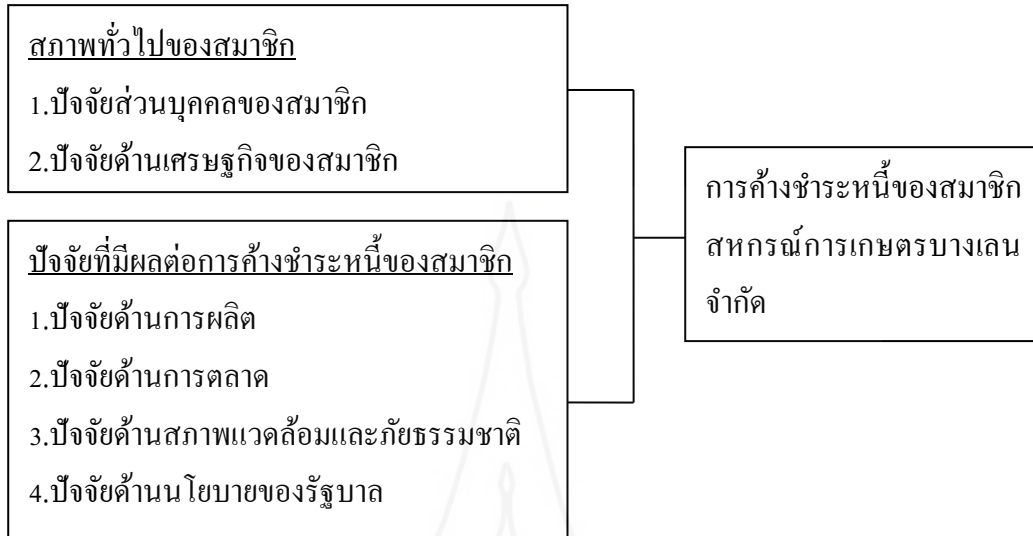 สภาพทั่วไปของสมาชิก
1.ปัจจัยส่วนบุคคลของสมาชิก
2.ปัจจัยด้านเศรษฐกิจของสมาชิก
ปัจจัยที่มีผลต่อการค้างชำระหนี้ของสมาชิก
1.ปัจจัยด้านการผลิต
2.ปัจจัยด้านการตลาด
3.ปัจจัยด้านสภาพแวดล้อมและภัยธรรมชาติ
4.ปัจจัยด้านนโยบายของรัฐบาล
การค้างชำระหนี้ของสมาชิก
สหกรณ์การเกษตรบางเลน
จำกัด